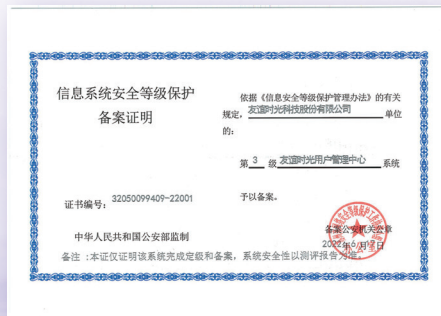 信息系统安全等级保护
备案证明
依据《信息安全等级保护管理办法》的有关
规定，友谊时光科技股份有限公司 单位
的：
第 3 级 友谊时光用户管理中心 系统
予以备案。
证书编号：32050099409-22001
中华人民共和国公安部监制
备案公安机关公章
2022年6月
备注：本证仅证明该系统完成定级和备案，系统安全性以测评报告为准。